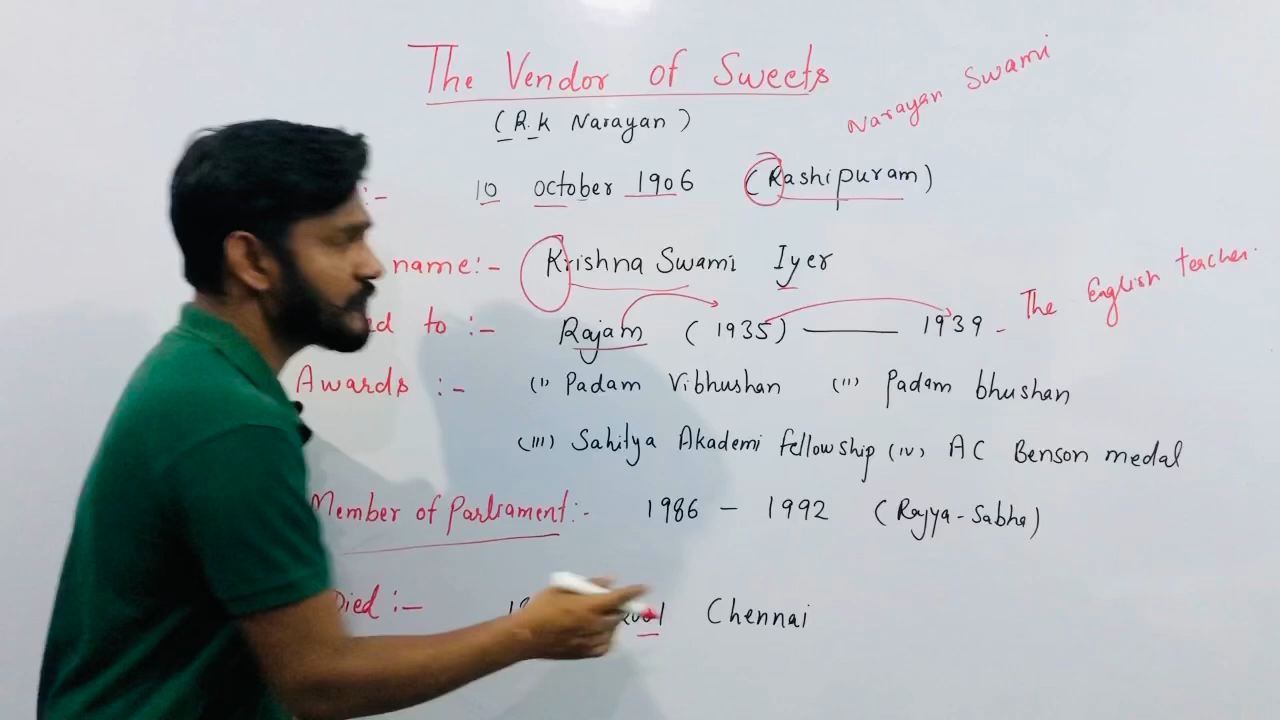 The Vendor of Sweets
(R.K Narayan)
Narayan Swami
:- 10 October 1906 (Rashipuram)
name:- Krishna Swami Iyer
to :- Rajam (1935) — 1939 - The English teacher
Awards :- (i) Padam Vibhushan (ii) Padam bhushan
(iii) Sahitya Akademi fellowship (iv) AC Benson medal
Member of Parliament:- 1986 - 1992 (Rajya-Sabha)
Died :- 2001 Chennai